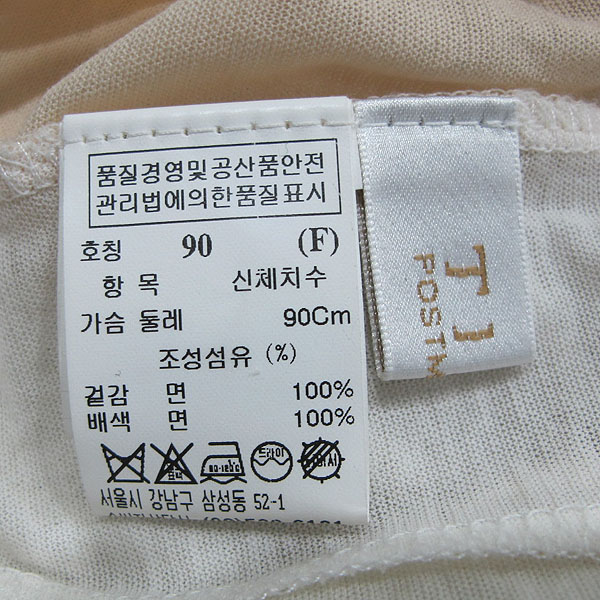 품질경영및공산품안전
관리법에의한품질표시
호칭 90 (F)
항 목 신체치수
가슴 둘레 90Cm
조성섬유 (%)
겉감 면 100%
배색 면 100%
드라이
서울시 강남구 삼성동 52-1
T
POST